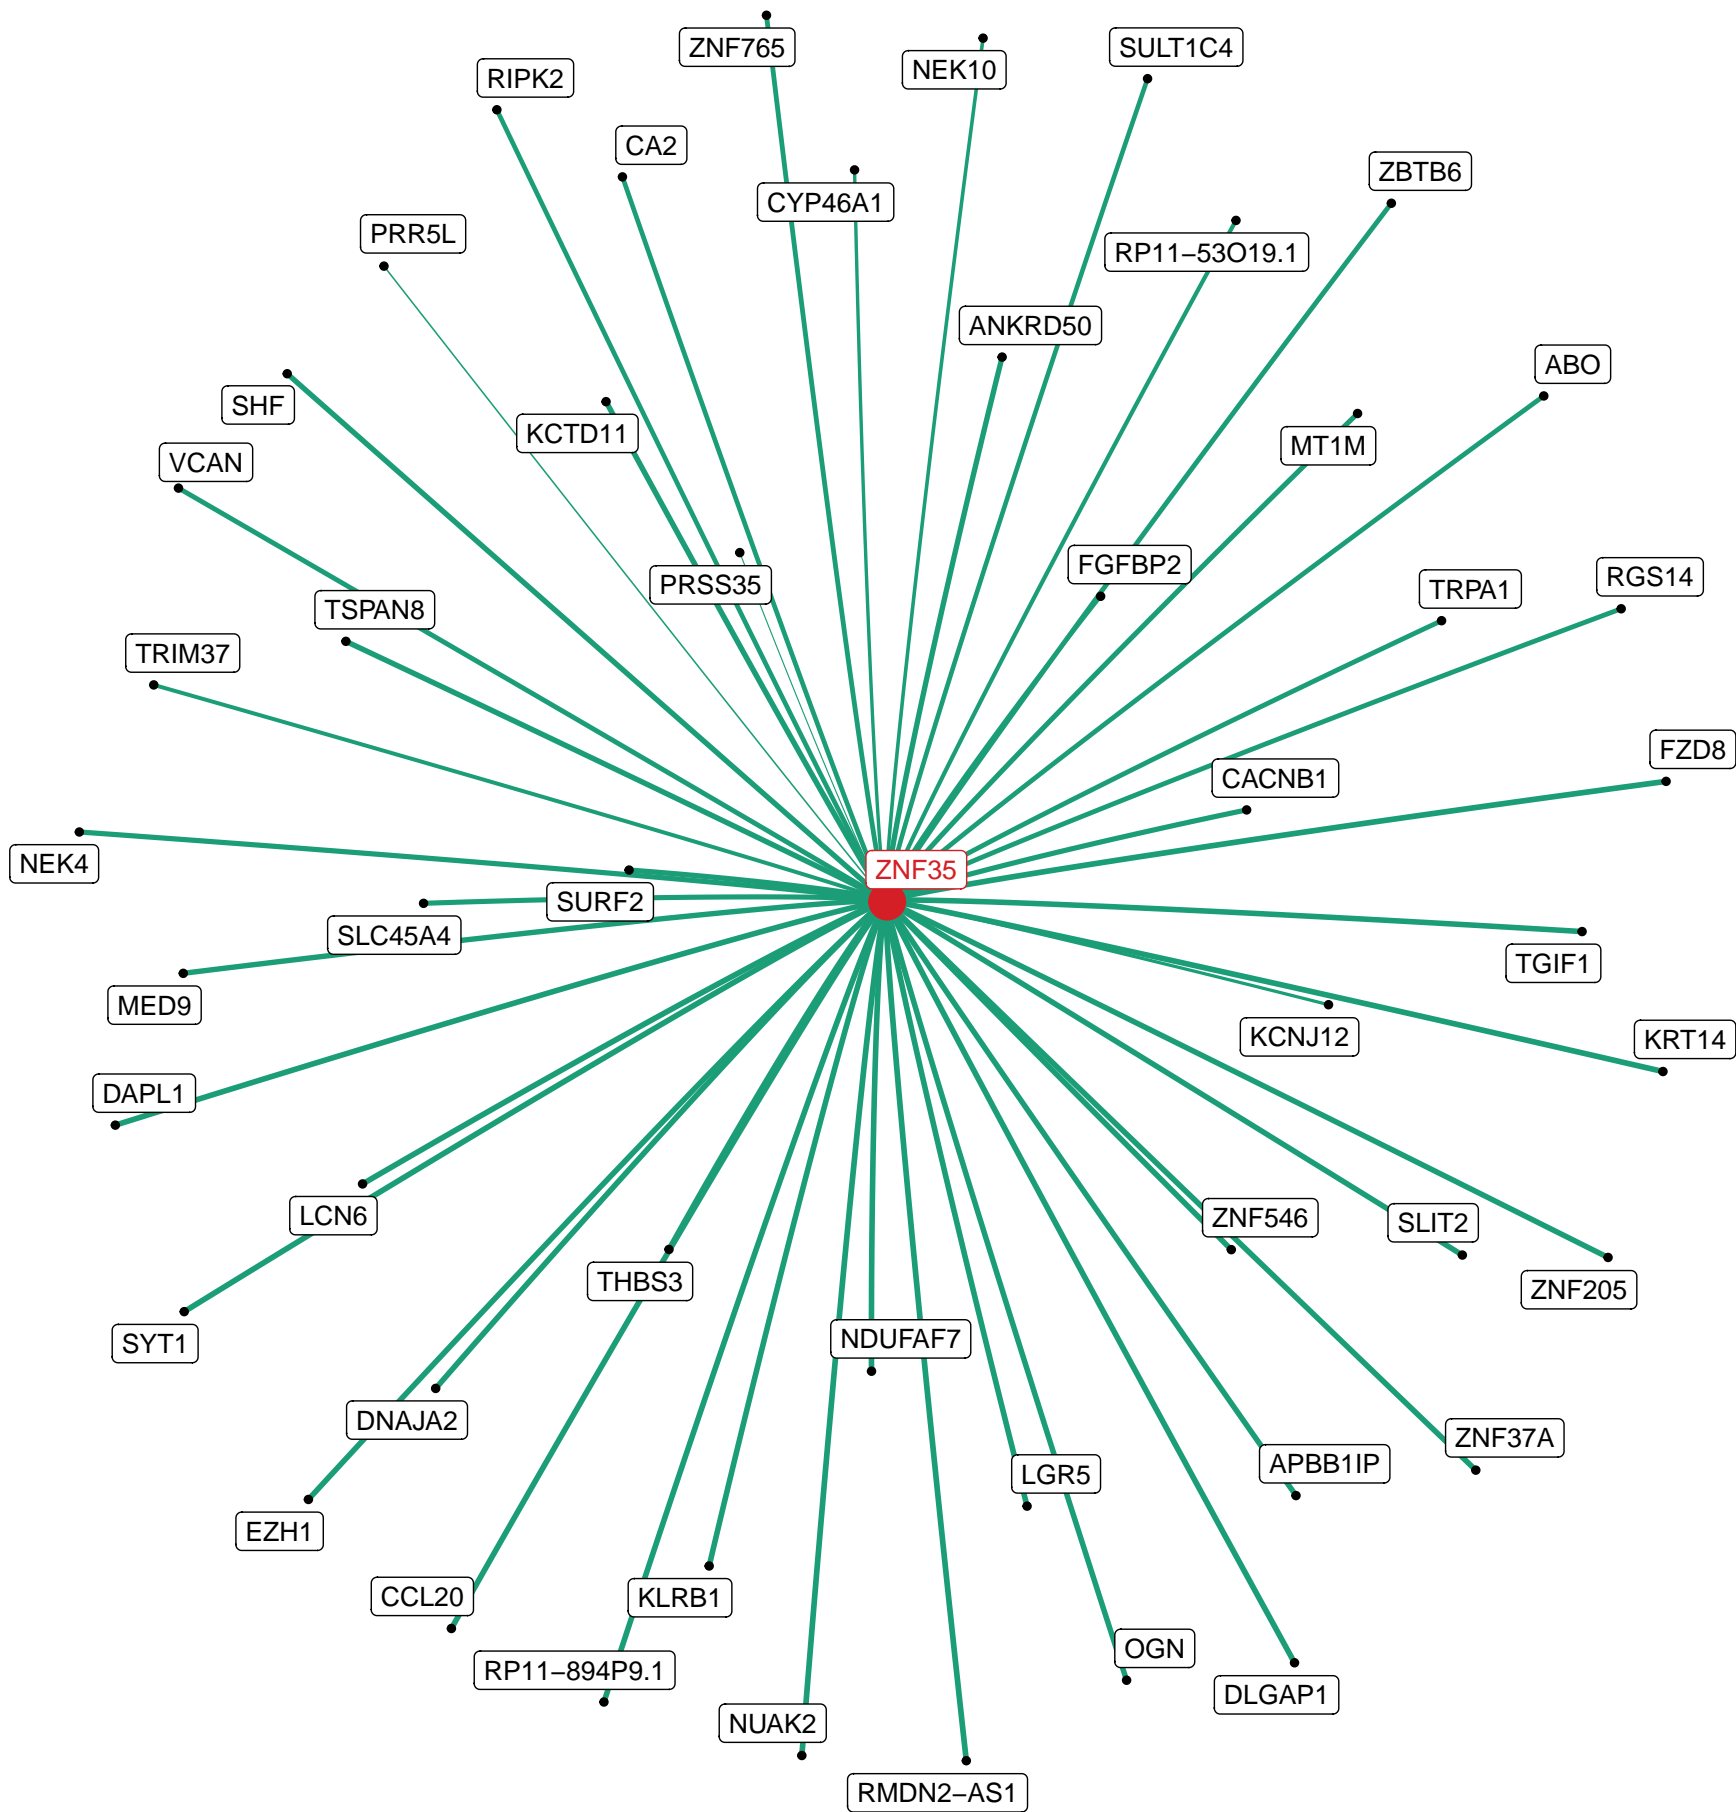 ZNF765
SULT1C4
NEK10
RIPK2
CA2
ZBTB6
CYP46A1
PRR5L
RP11−53O19.1
ANKRD50
ABO
SHF
KCTD11
MT1M
VCAN
FGFBP2
RGS14
PRSS35
TRPA1
TSPAN8
TRIM37
FZD8
CACNB1
NEK4
ZNF35
SURF2
SLC45A4
TGIF1
MED9
KCNJ12
KRT14
DAPL1
LCN6
ZNF546
SLIT2
THBS3
ZNF205
SYT1
NDUFAF7
DNAJA2
ZNF37A
APBB1IP
LGR5
EZH1
CCL20
KLRB1
OGN
RP11−894P9.1
DLGAP1
NUAK2
RMDN2−AS1